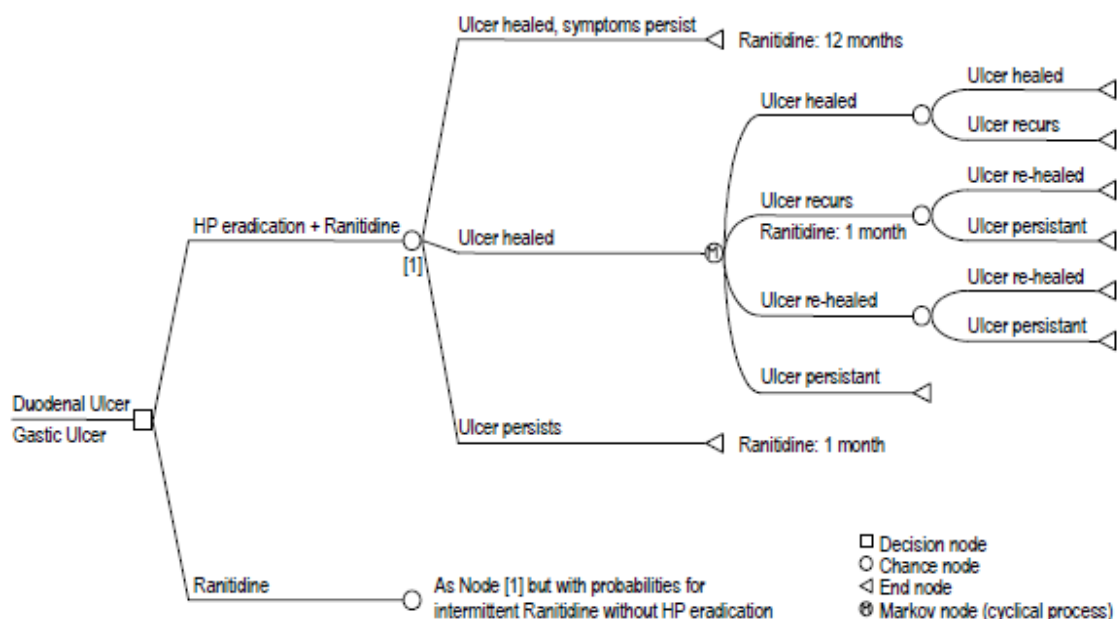 Ulcer healed, symptoms persist
Ranitidine: 12 months
Ulcer healed
Ulcer healed
Ulcer recurs
HP eradication + Ranitidine
[1]
Ulcer healed
M
Ulcer recurs
Ranitidine: 1 month
Ulcer re-healed
Ulcer persistant
Ulcer re-healed
Ulcer re-healed
Ulcer persistant
Ulcer persistant
Duodenal Ulcer
Gastic Ulcer
Ulcer persists
Ranitidine: 1 month
Ranitidine
As Node [1] but with probabilities for
intermittent Ranitidine without HP eradication
Decision node
Chance node
End node
M Markov node (cyclical process)